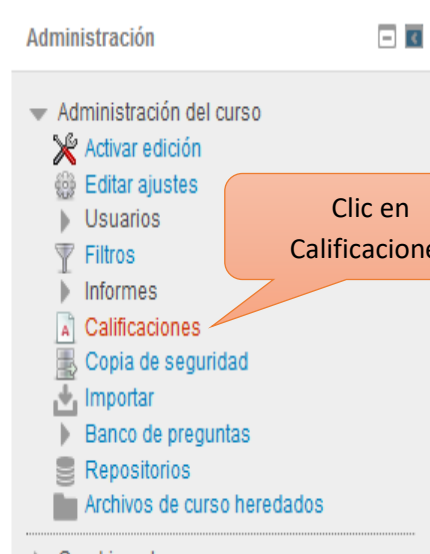 Administración
Administración del curso
Activar edición
Editar ajustes
Usuarios
Filtros
Informes
Calificaciones
Copia de seguridad
Importar
Banco de preguntas
Repositorios
Archivos de curso heredados
Clic en
Calificacione